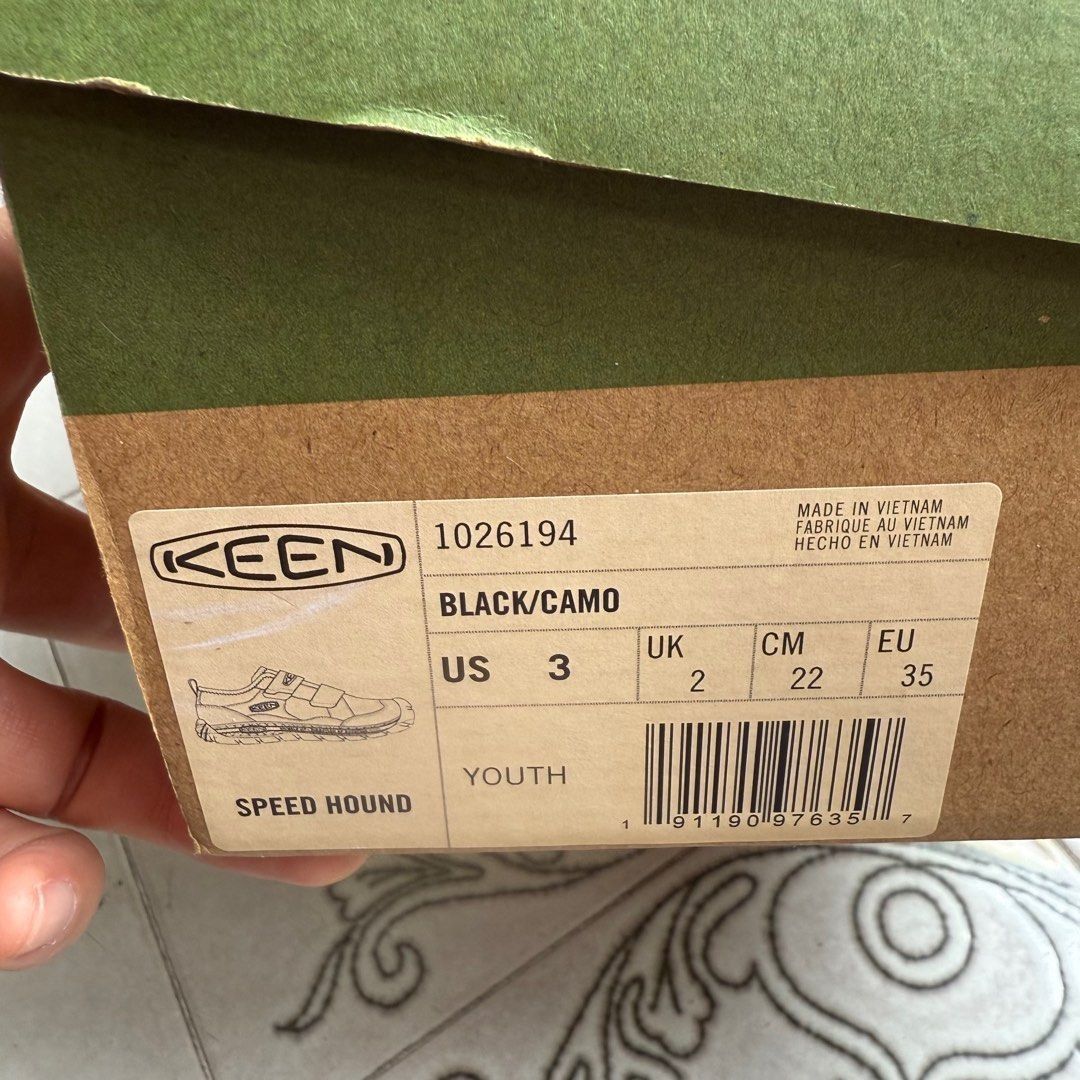 KEEN
1026194
MADE IN VIETNAM
FABRIQUE AU VIETNAM
HECHO EN VIETNAM
BLACK/CAMO
US 3
UK 2
CM 22
EU 35
KEEN
SPEED HOUND
YOUTH
1 91190 97635 7